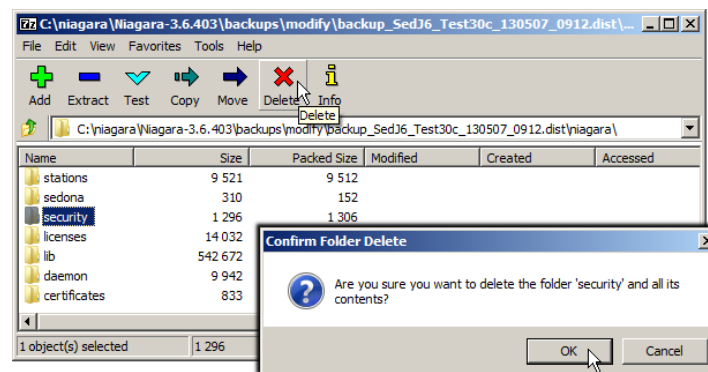 7z C:\niagara\Niagara-3.6.403\backups\modify\backup_SedJ6_Test30c_130507_0912.dist\...
File Edit View Favorites Tools Help
Add Extract Test Copy Move Delete Info
Delete
C:\niagara\Niagara-3.6.403\backups\modify\backup_SedJ6_Test30c_130507_0912.dist\niagara\
Name Size Packed Size Modified Created Accessed
stations 9 521 9 512
sedona 310 152
security 1 296 1 306
licenses 14 032
lib 542 672
daemon 9 942
certificates 833
1 object(s) selected 1 296
Confirm Folder Delete
Are you sure you want to delete the folder 'security' and all its
contents?
OK Cancel